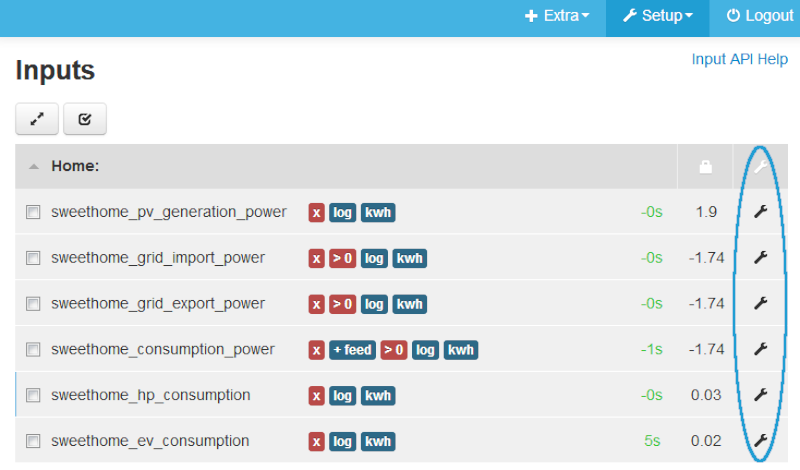 Extra Setup Logout
Inputs Input API Help
Home:
sweethome_pv_generation_power x log kwh -0s 1.9
sweethome_grid_import_power x > 0 log kwh -0s -1.74
sweethome_grid_export_power x > 0 log kwh -0s -1.74
sweethome_consumption_power x + feed > 0 log kwh -1s -1.74
sweethome_hp_consumption x log kwh -0s 0.03
sweethome_ev_consumption x log kwh 5s 0.02